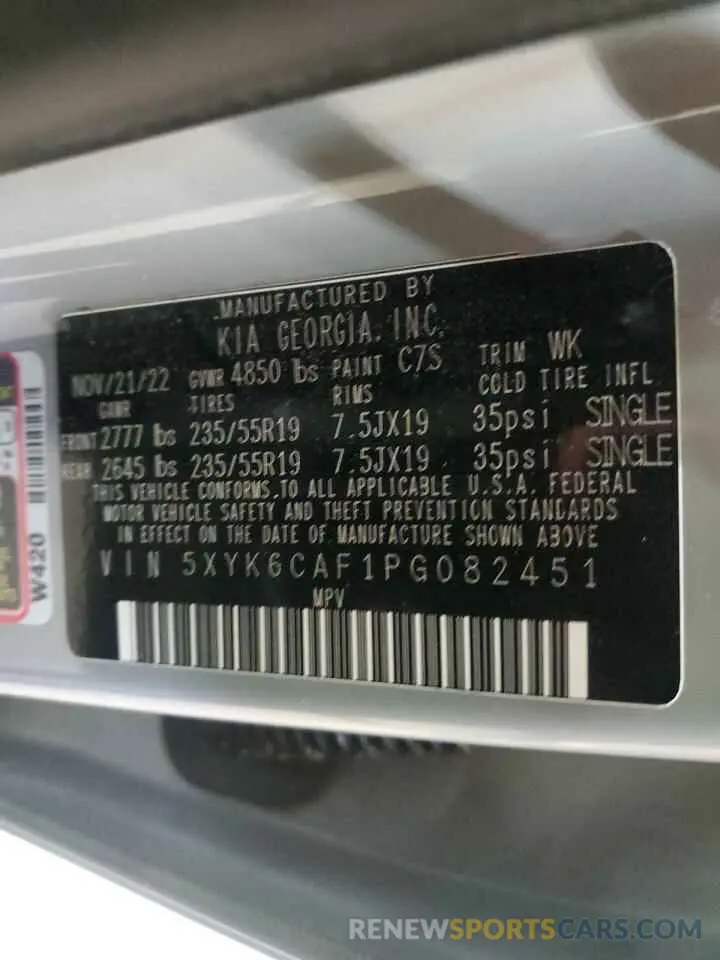 MANUFACTURED BY
KIA GEORGIA, INC.
NOV/21/22 GVWR 4850 lbs PAINT C7S TRIM WK
GAWR TIRES RIMS COLD TIRE INFL.
FRONT 2777 lbs 235/55R19 7.5JX19 35psi SINGLE
REAR 2645 lbs 235/55R19 7.5JX19 35psi SINGLE
THIS VEHICLE CONFORMS TO ALL APPLICABLE U.S.A. FEDERAL
MOTOR VEHICLE SAFETY AND THEFT PREVENTION STANDARDS
IN EFFECT ON THE DATE OF MANUFACTURE SHOWN ABOVE
VIN 5XYK6CAF1PG082451
MPV
W420
RENEWSPORTSCARS.COM